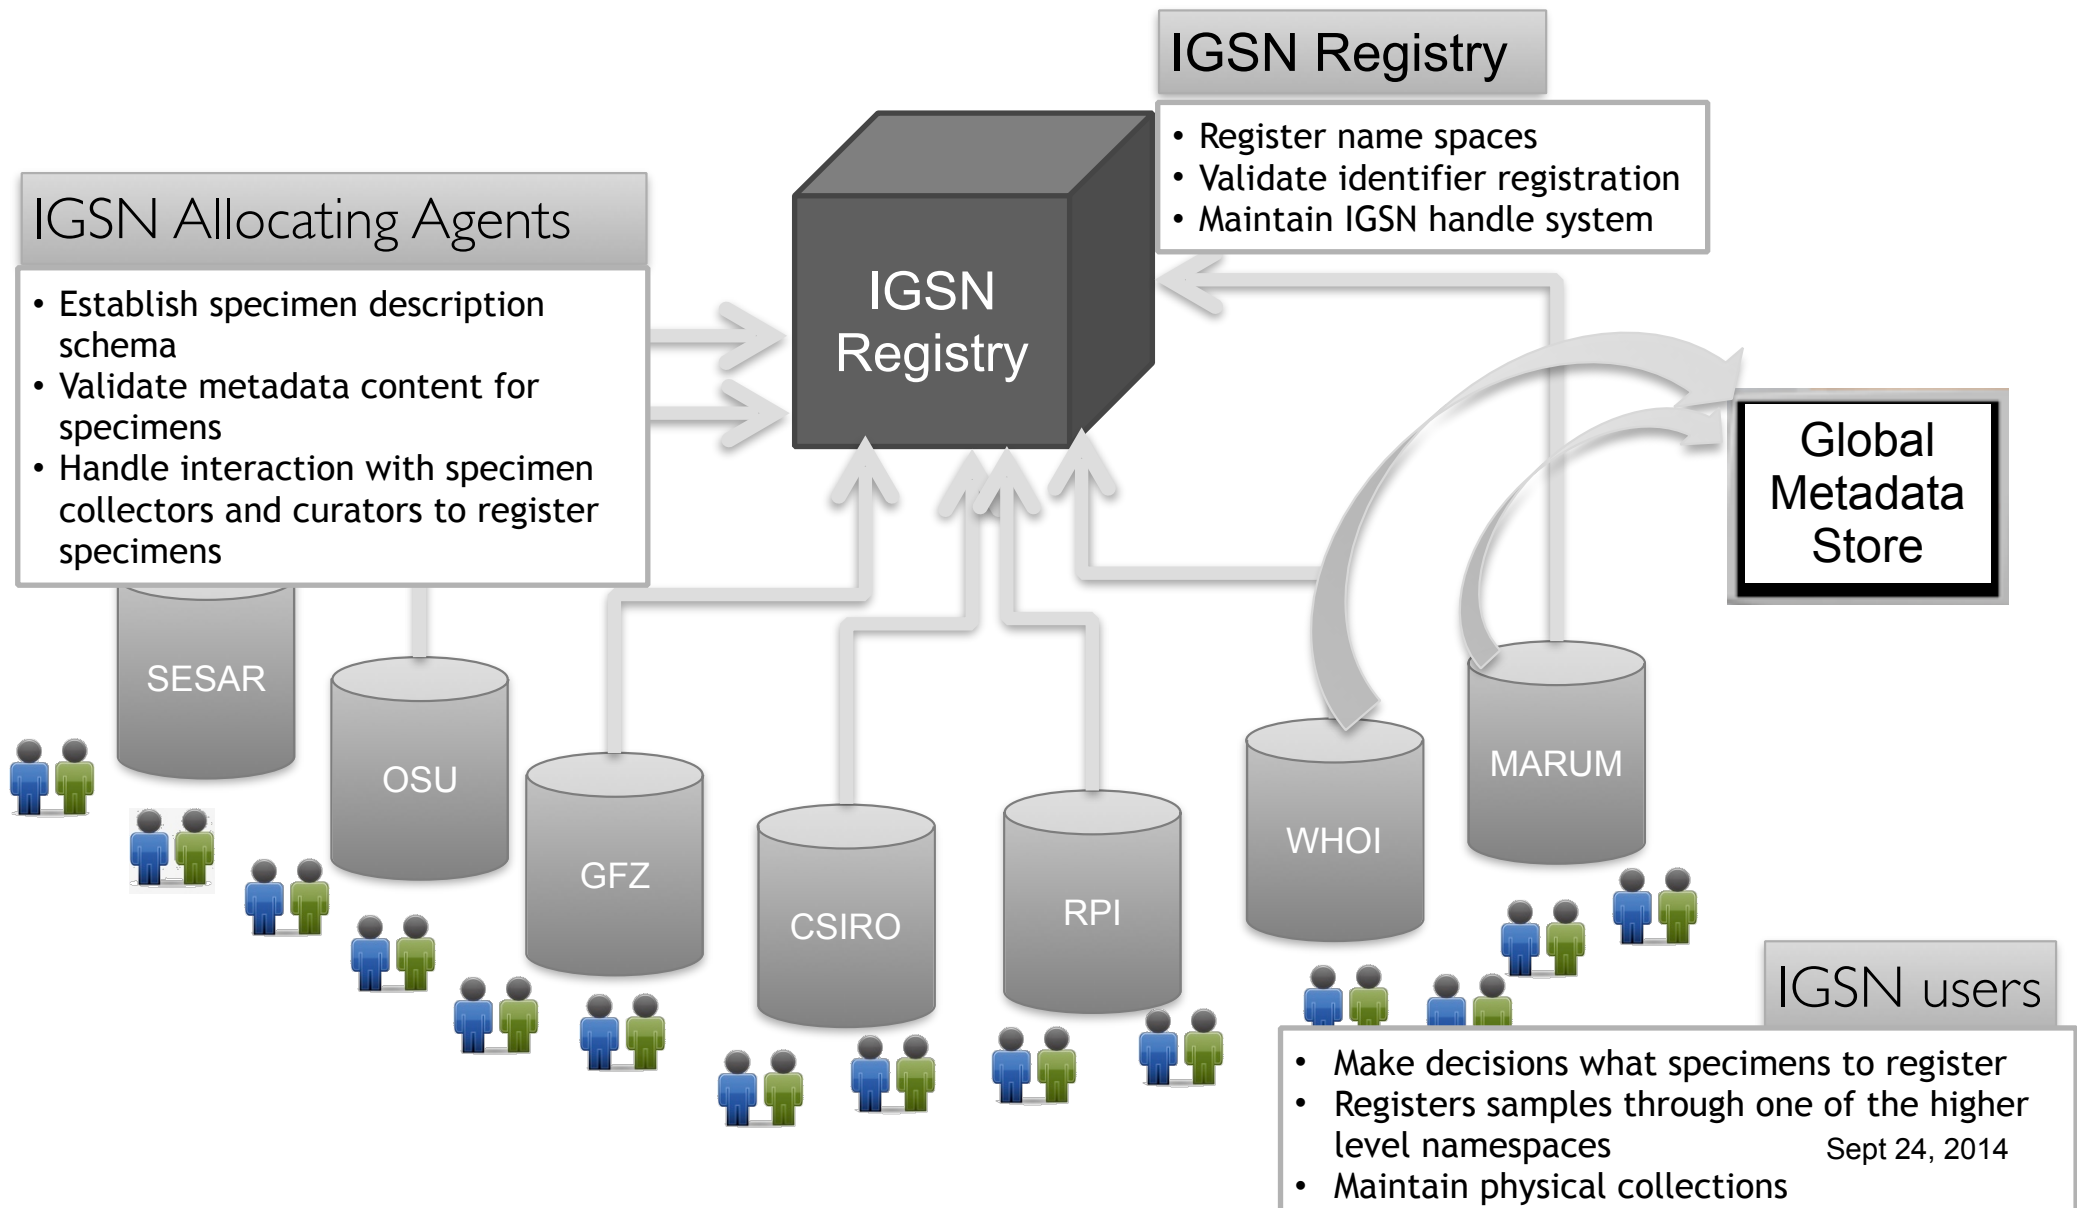 IGSN Registry
• Register name spaces
• Validate identifier registration
• Maintain IGSN handle system
IGSN Allocating Agents
• Establish specimen description
schema
• Validate metadata content for
specimens
• Handle interaction with specimen
collectors and curators to register
specimens
IGSN
Registry
Global
Metadata
Store
SESAR
OSU
GFZ
CSIRO
RPI
WHOI
MARUM
IGSN users
• Make decisions what specimens to register
• Registers samples through one of the higher
level namespaces
Sept 24, 2014
• Maintain physical collections